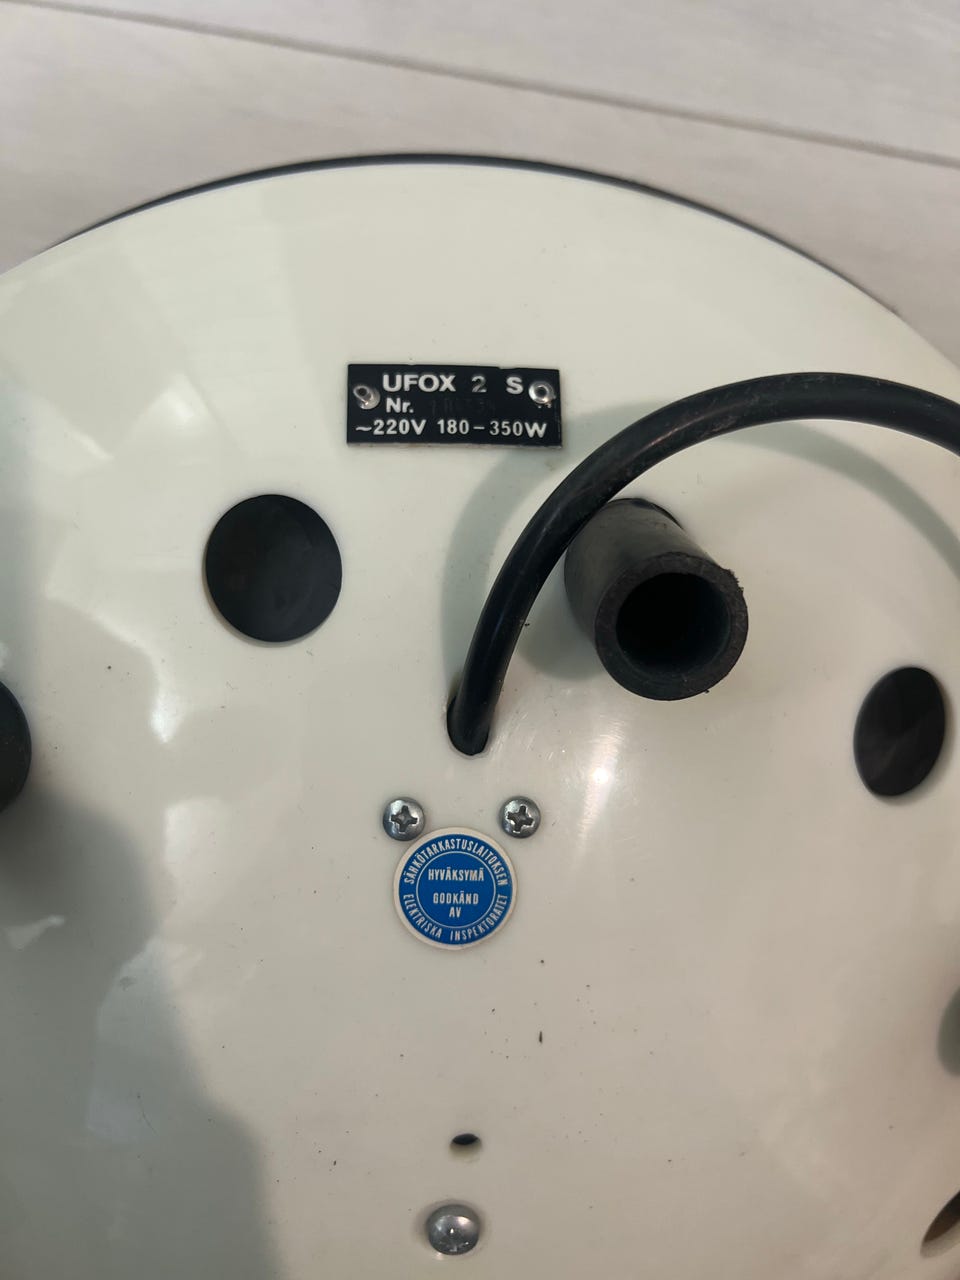 UFOX 2 S
Nr.
~220V 180-350W
SÄHKÖTARKASTUSLAITOKSEN
HYVÄKSYMÄ
GODKÄND
AV
ELEKTRISKA INSPEKTORATET